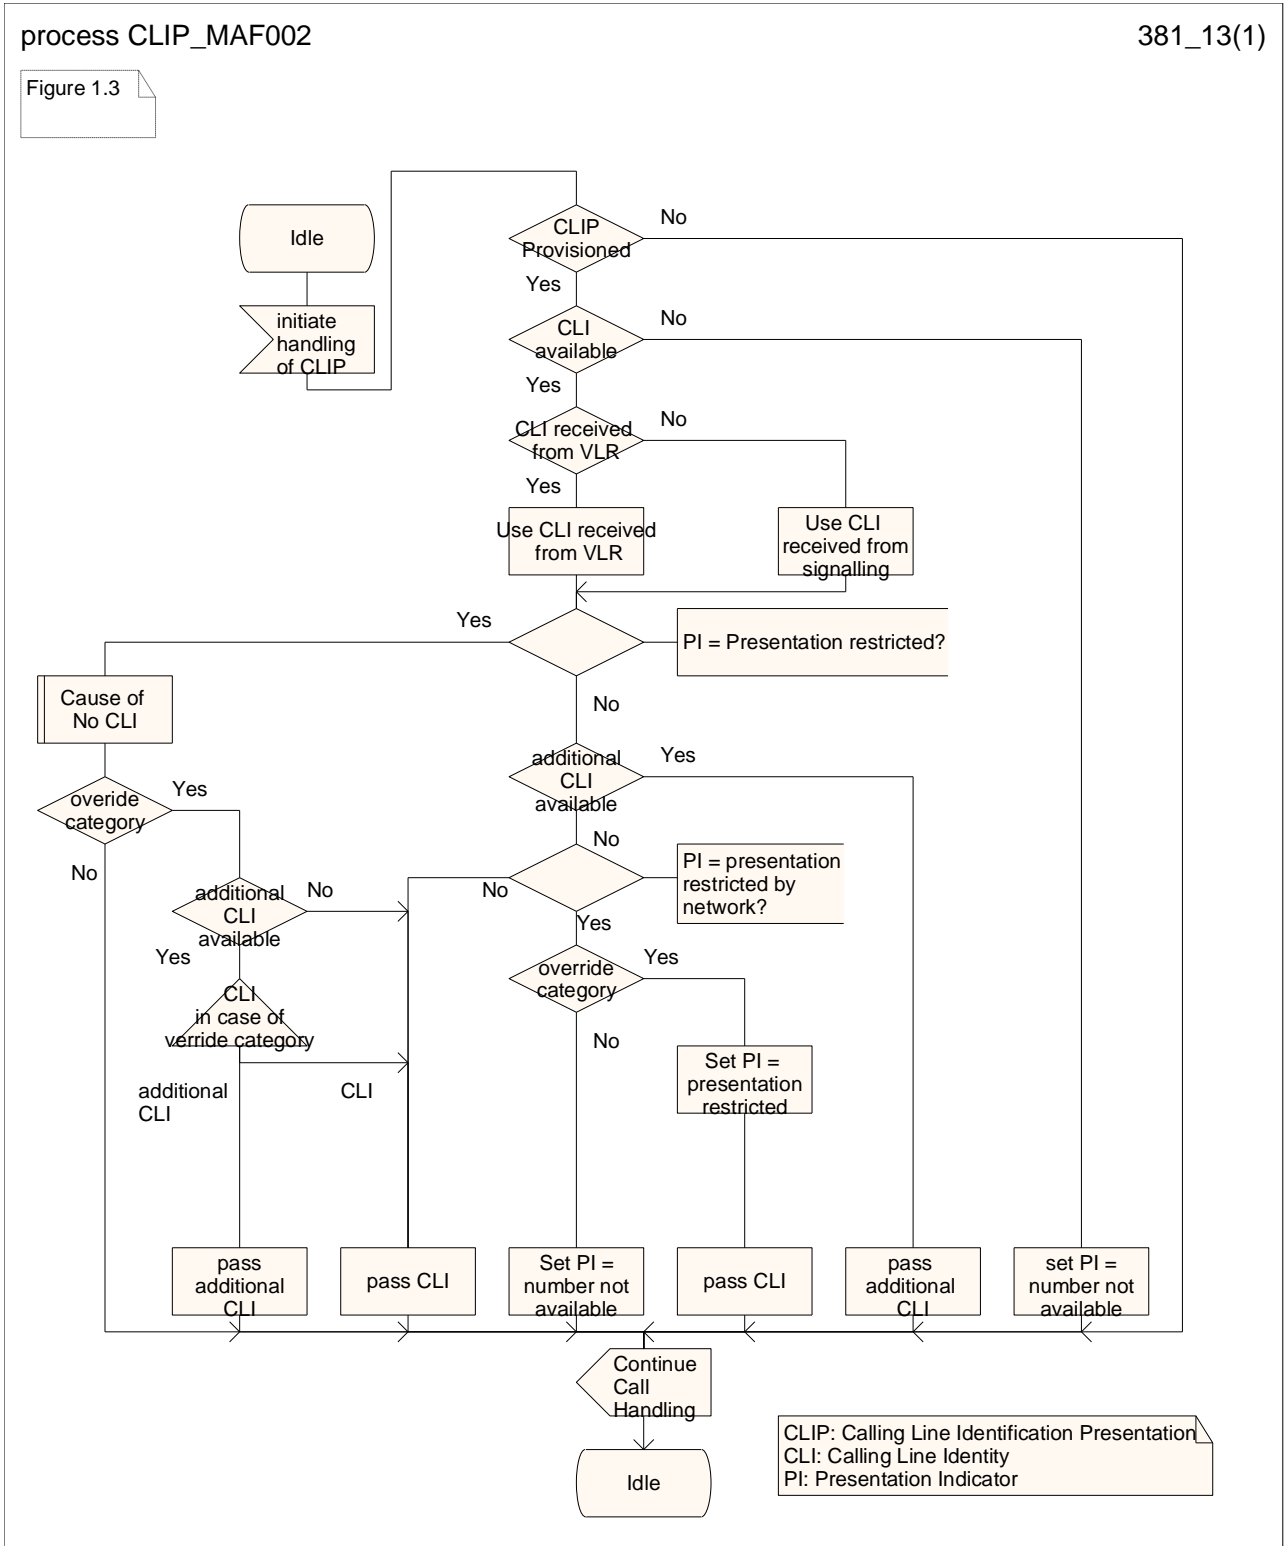 process CLIP_MAF002
381_13(1)
Figure 1.3
Idle
initiate
handling
of CLIP
CLIP
Provisioned
No
Yes
CLI
available
No
Yes
CLI received
from VLR
No
Yes
Use CLI received
from VLR
Use CLI
received from
signalling
Yes
PI = Presentation restricted?
Cause of
No CLI
No
additional
CLI
available
Yes
overide
category
Yes
No
No
PI = presentation
restricted by
network?
No
Yes
additional
CLI
available
No
Yes
override
category
Yes
No
CLI
in case of
verride category
additional
CLI
CLI
Set PI =
presentation
restricted
pass
additional
CLI
pass CLI
Set PI =
number not
available
pass CLI
pass
additional
CLI
set PI =
number not
available
Continue
Call
Handling
Idle
CLIP: Calling Line Identification Presentation
CLI: Calling Line Identity
PI: Presentation Indicator